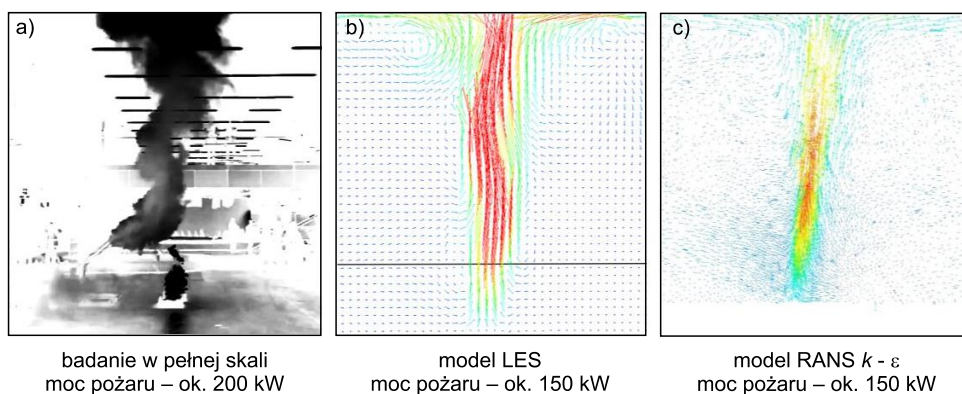 a)
b)
c)
badanie w pełnej skali
moc pożaru – ok. 200 kW
model LES
moc pożaru – ok. 150 kW
model RANS k - ε
moc pożaru – ok. 150 kW